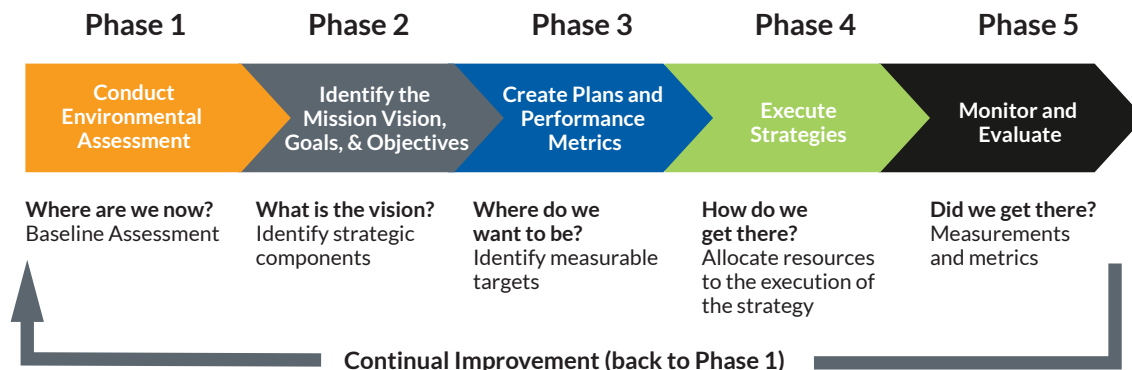 Phase 1
Phase 2
Phase 3
Phase 4
Phase 5
Conduct
Environmental
Assessment
Identify the
Mission Vision,
Goals, & Objectives
Create Plans and
Performance
Metrics
Execute
Strategies
Monitor and
Evaluate
Where are we now?
Baseline Assessment
What is the vision?
Identify strategic
components
Where do we
want to be?
Identify measurable
targets
How do we
get there?
Allocate resources
to the execution of
the strategy
Did we get there?
Measurements
and metrics
Continual Improvement (back to Phase 1)